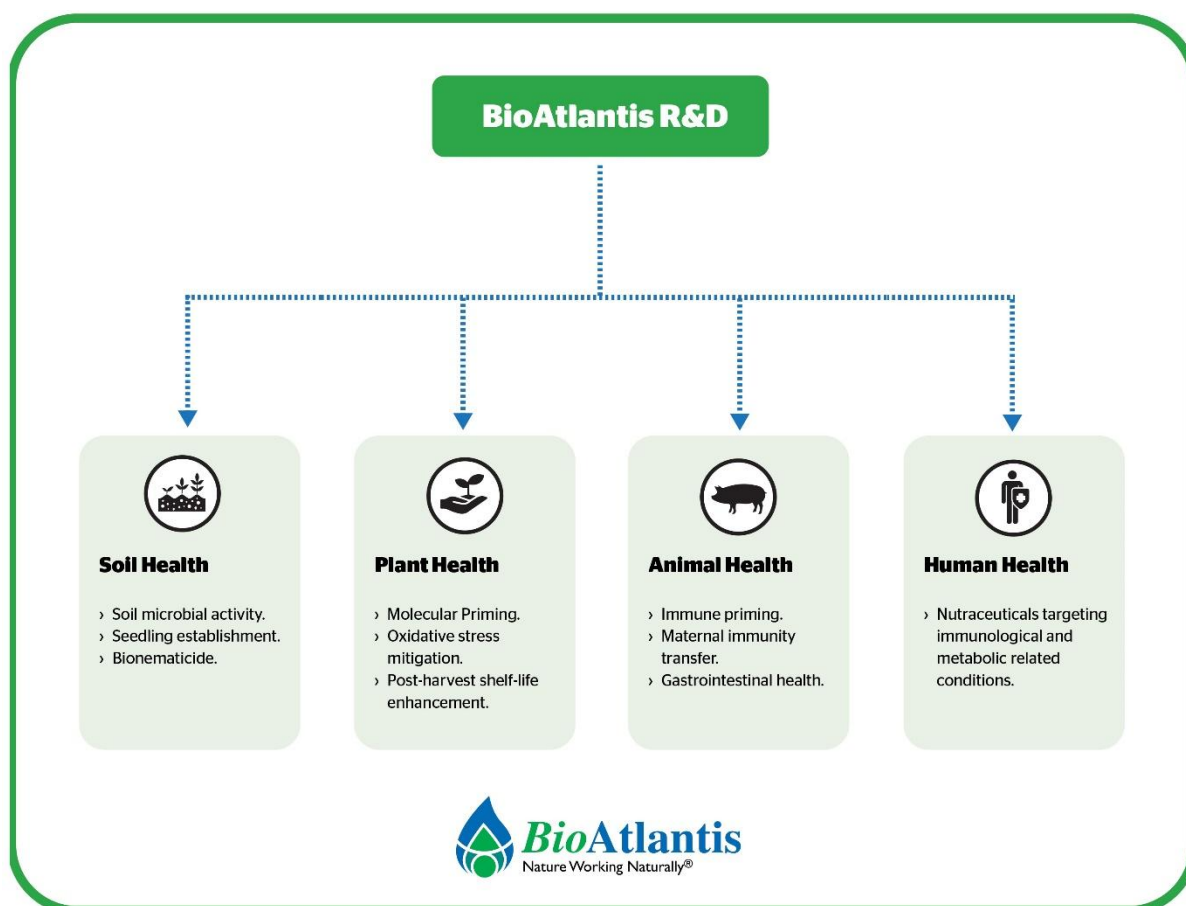 BioAtlantis R&D
Soil Health
› Soil microbial activity.
› Seedling establishment.
› Bionematicide.
Plant Health
› Molecular Priming.
› Oxidative stress
mitigation.
› Post-harvest shelf-life
enhancement.
Animal Health
› Immune priming.
› Maternal immunity
transfer.
› Gastrointestinal health.
Human Health
› Nutraceuticals targeting
immunological and
metabolic related
conditions.
BioAtlantis
Nature Working Naturally®